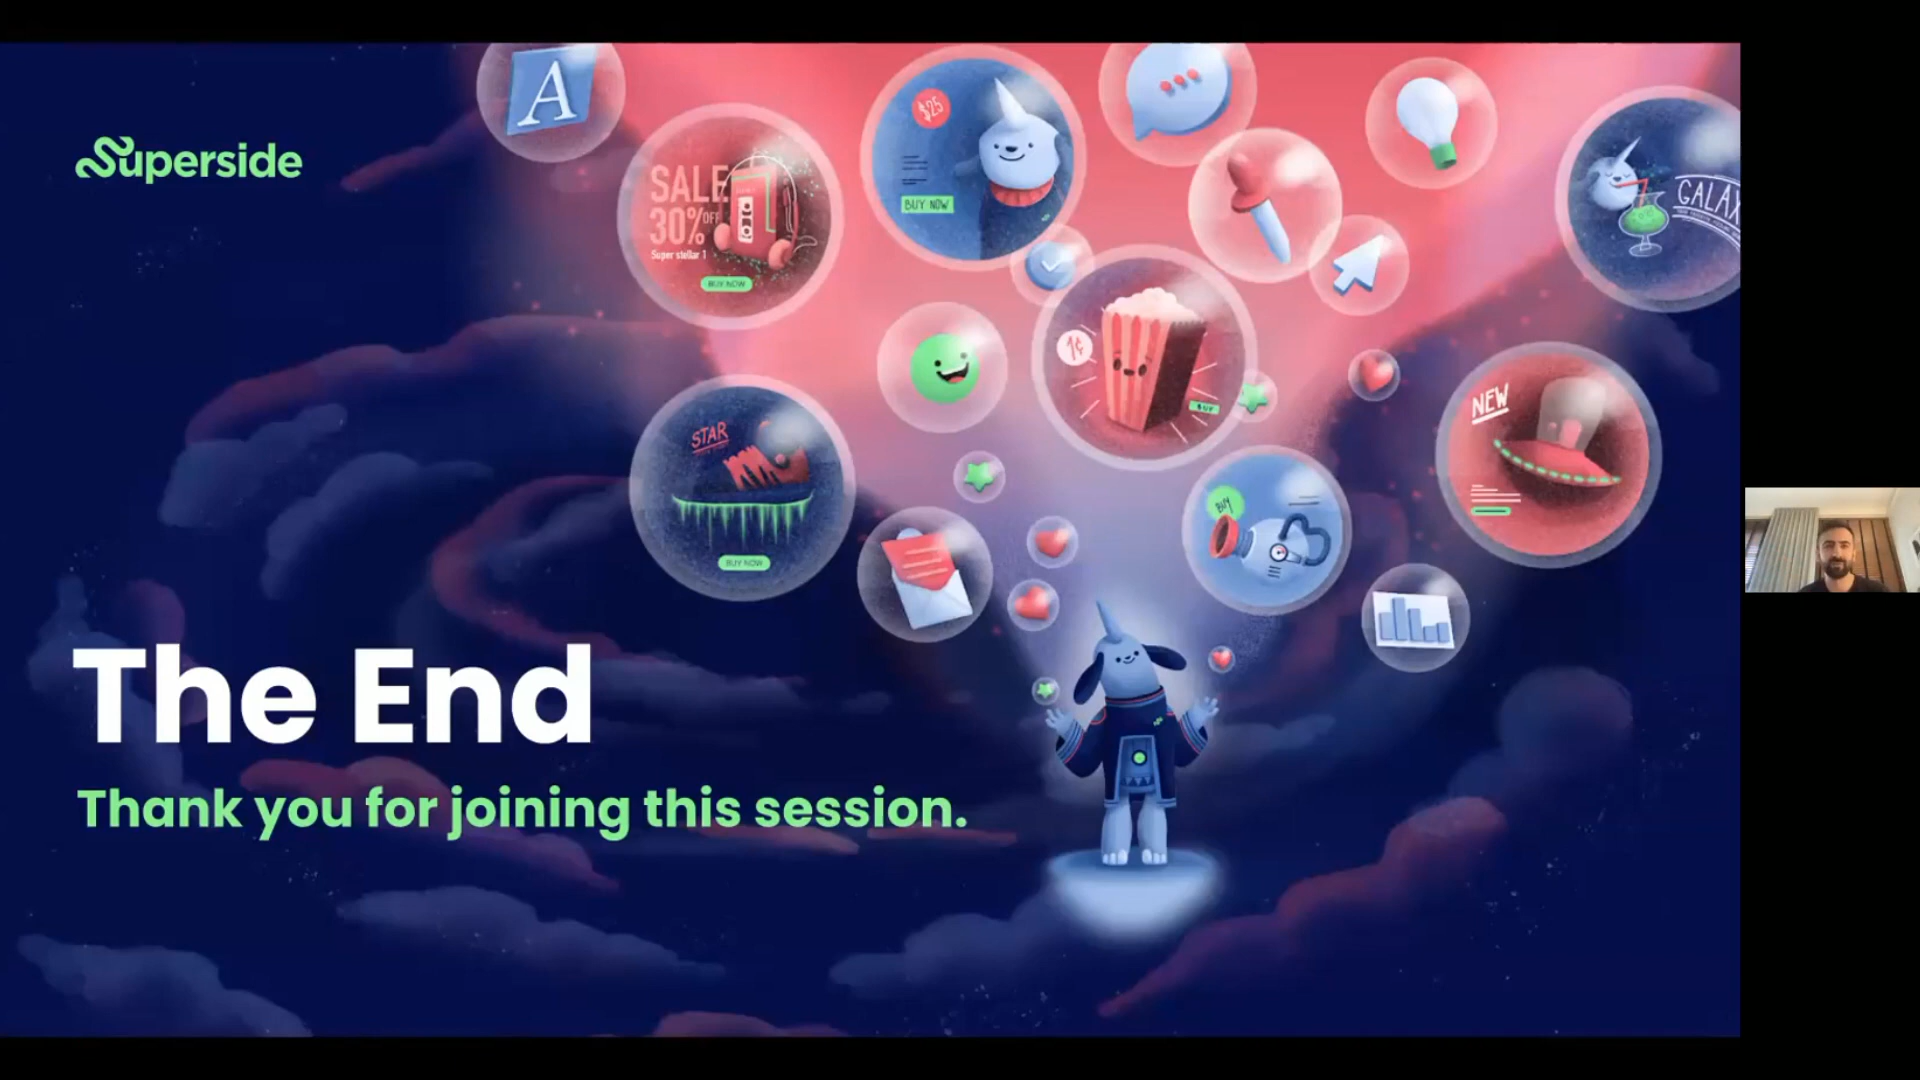 A
Superside
SALE
30% OFF
Super stellar 1
BUY NOW
$25
BUY NOW
GALAX
1¢
BUY
STAR
BUY NOW
NEW
BUY
The End
Thank you for joining this session.